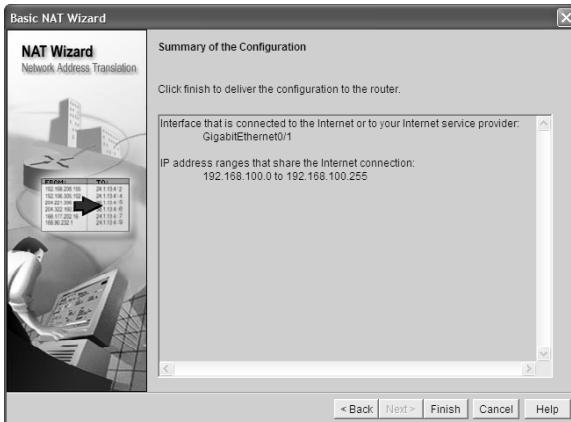 Basic NAT Wizard
NAT Wizard
Network Address Translation
Summary of the Configuration
Click finish to deliver the configuration to the router.
Interface that is connected to the Internet or to your Internet service provider:
GigabitEthernet0/1
IP address ranges that share the Internet connection:
192.168.100.0 to 192.168.100.255
FROM: TO:
< Back Next > Finish Cancel Help